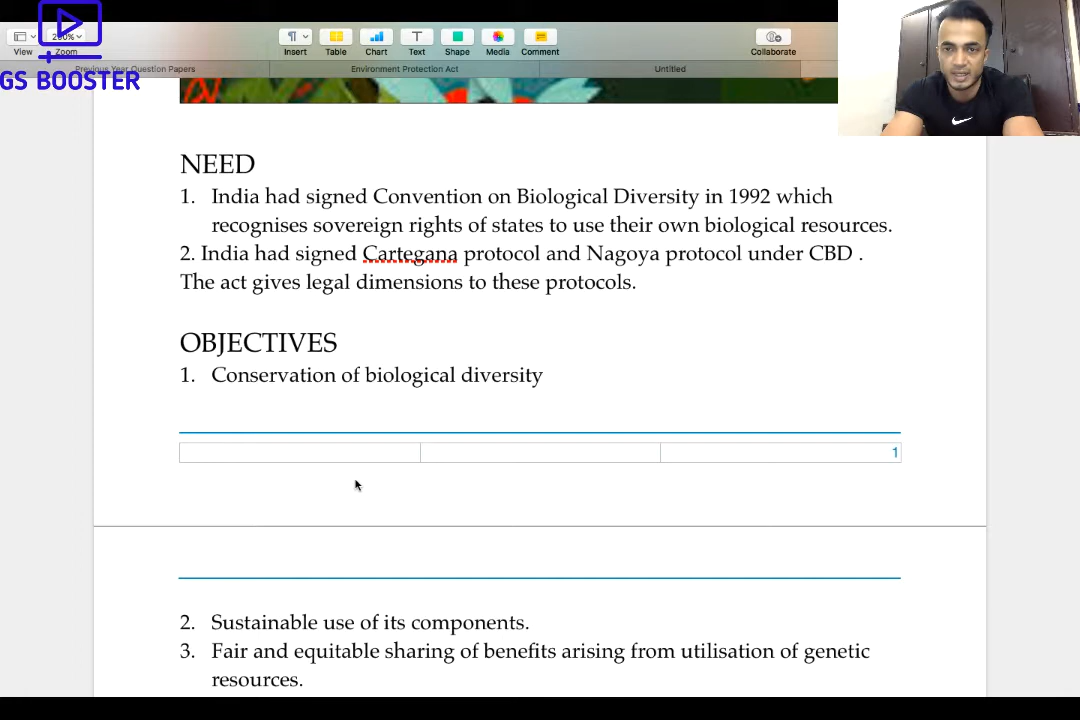 View
200%
Zoom
Insert
Table
Chart
Text
Shape
Media
Comment
Collaborate
GS BOOSTER
Previous Year Question Papers
Environment Protection Act
Untitled
NEED
1. India had signed Convention on Biological Diversity in 1992 which
recognises sovereign rights of states to use their own biological resources.
2. India had signed Cartegana protocol and Nagoya protocol under CBD .
The act gives legal dimensions to these protocols.
OBJECTIVES
1. Conservation of biological diversity
1
2. Sustainable use of its components.
3. Fair and equitable sharing of benefits arising from utilisation of genetic
resources.